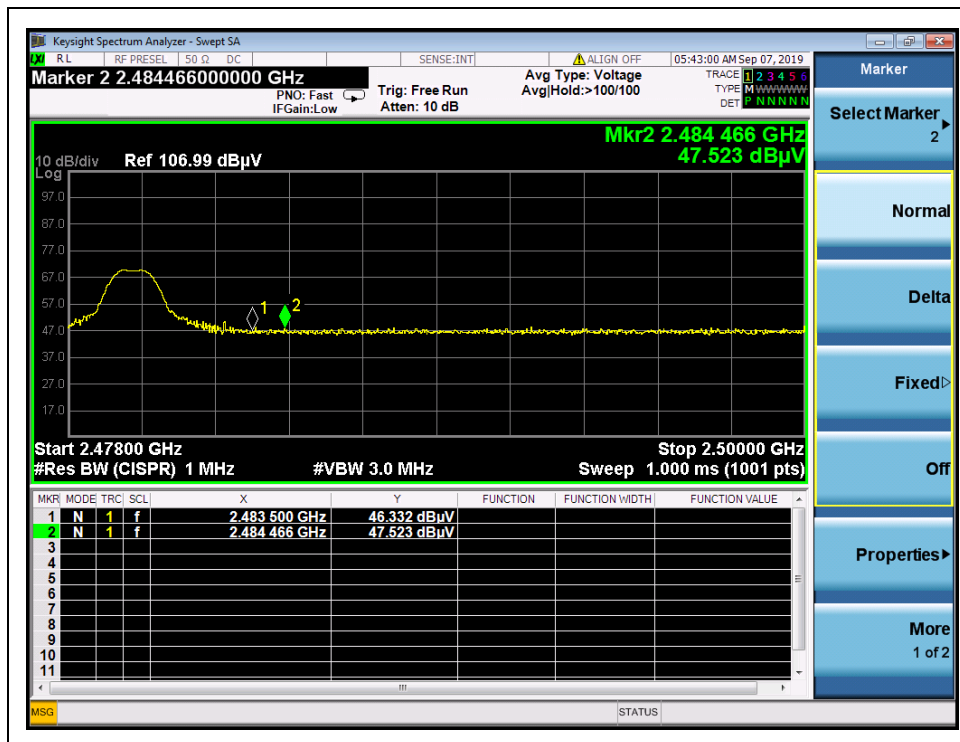 Keysight Spectrum Analyzer - Swept SA
LXI RL RF PRESEL 50 Ω DC SENSE:INT ALIGN OFF 05:43:00 AM Sep 07, 2019
Marker 2 2.484466000000 GHz
PNO: Fast
IFGain:Low
Trig: Free Run
Atten: 10 dB
Avg Type: Voltage
Avg|Hold:>100/100
TRACE 1 2 3 4 5 6
TYPE M WWWWW
DET P N N N N N
Mkr2 2.484 466 GHz
47.523 dBµV
10 dB/div Ref 106.99 dBµV
Log
97.0
87.0
77.0
67.0
57.0
47.0
37.0
27.0
17.0
1
2
Start 2.47800 GHz Stop 2.50000 GHz
#Res BW (CISPR) 1 MHz #VBW 3.0 MHz Sweep 1.000 ms (1001 pts)
MKR MODE TRC SCL X Y FUNCTION FUNCTION WIDTH FUNCTION VALUE
1 N 1 f 2.483 500 GHz 46.332 dBµV
2 N 1 f 2.484 466 GHz 47.523 dBµV
3
4
5
6
7
8
9
10
11
MSG STATUS
Marker
Select Marker
2
Normal
Delta
Fixed
Off
Properties
More
1 of 2